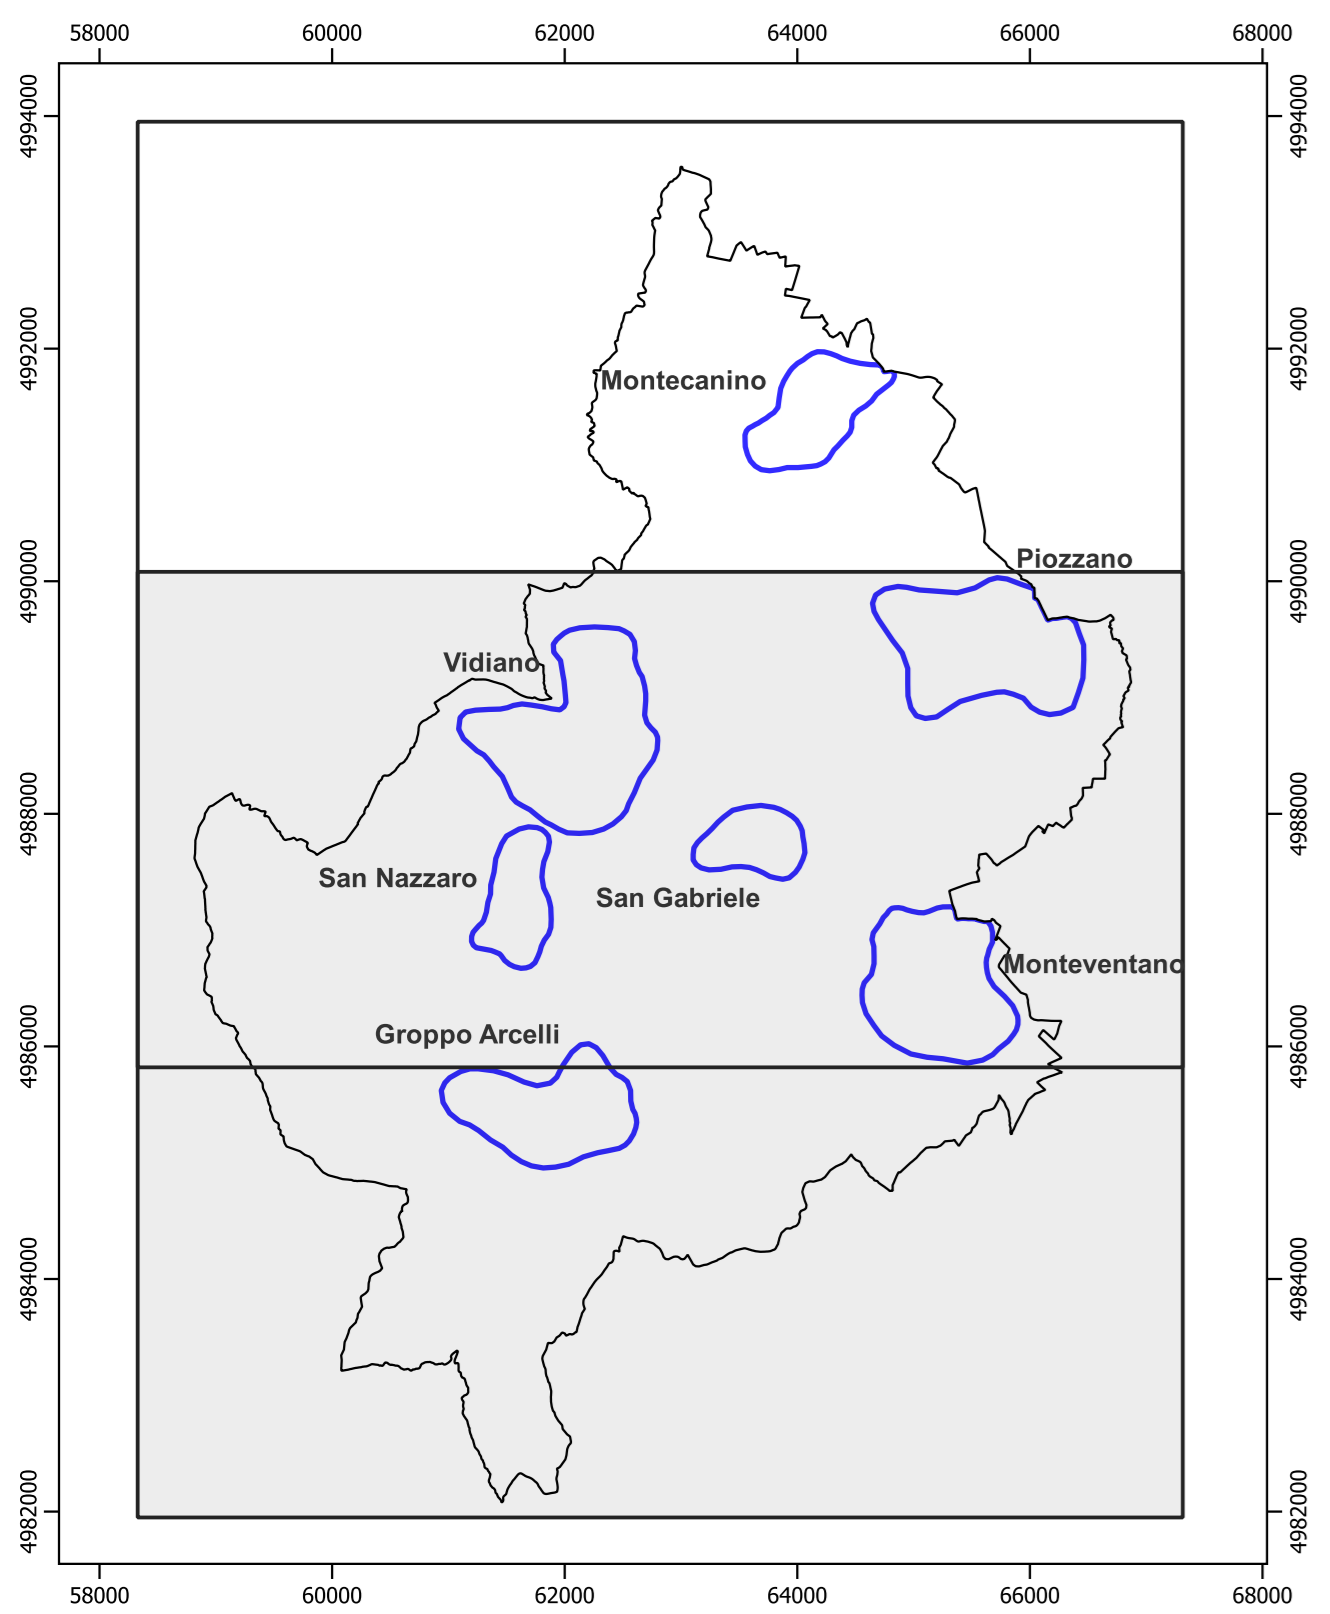 58000 60000 62000 64000 66000 68000
4994000 4994000
4992000 4992000
Montecanino
Piozzano
4990000 4990000
Vidiano
4988000 4988000
San Nazzaro
San Gabriele
Monteventano
Groppo Arcelli
4986000 4986000
4984000 4984000
4982000 4982000
58000 60000 62000 64000 66000 68000